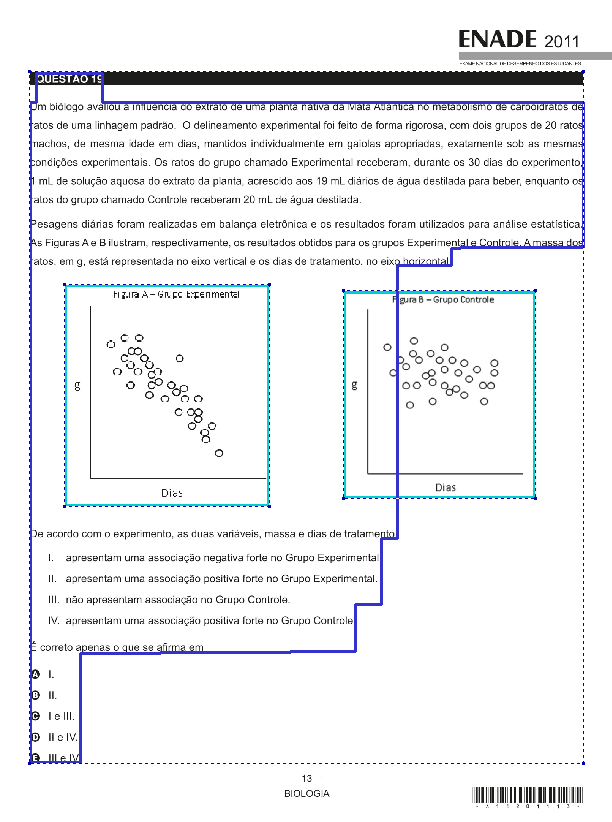 ENADE 2011
EXAME NACIONAL DE DESEMPENHO DOS ESTUDANTES
QUESTÃO 19
Um biólogo avaliou a influência do extrato de uma planta nativa da Mata Atlântica no metabolismo de carboidratos de
ratos de uma linhagem padrão. O delineamento experimental foi feito de forma rigorosa, com dois grupos de 20 ratos
machos, de mesma idade em dias, mantidos individualmente em gaiolas apropriadas, exatamente sob as mesmas
condições experimentais. Os ratos do grupo chamado Experimental receberam, durante os 30 dias do experimento,
1 mL de solução aquosa do extrato da planta, acrescido aos 19 mL diários de água destilada para beber, enquanto os
ratos do grupo chamado Controle receberam 20 mL de água destilada.
Pesagens diárias foram realizadas em balança eletrônica e os resultados foram utilizados para análise estatística.
As Figuras A e B ilustram, respectivamente, os resultados obtidos para os grupos Experimental e Controle. A massa dos
ratos, em g, está representada no eixo vertical e os dias de tratamento, no eixo horizontal.
Figura A – Grupo Experimental
g
Dias
Figura B – Grupo Controle
g
Dias
De acordo com o experimento, as duas variáveis, massa e dias de tratamento
I. apresentam uma associação negativa forte no Grupo Experimental.
II. apresentam uma associação positiva forte no Grupo Experimental.
III. não apresentam associação no Grupo Controle.
IV. apresentam uma associação positiva forte no Grupo Controle.
É correto apenas o que se afirma em
A I.
B II.
C I e III.
D II e IV.
E III e IV.
13
BIOLOGIA